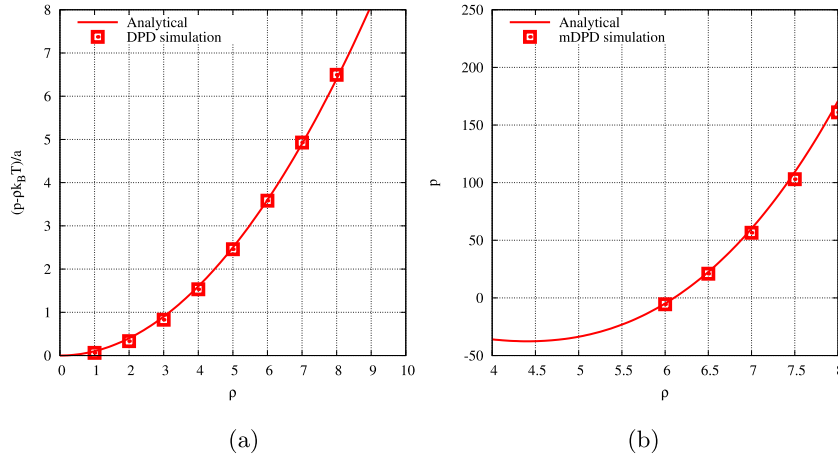 8
7
6
5
4
3
2
1
0
(p-ρk_BT)/a
Analytical
DPD simulation
0 1 2 3 4 5 6 7 8 9 10
ρ
(a)
250
200
150
100
50
0
-50
p
Analytical
mDPD simulation
4 4.5 5 5.5 6 6.5 7 7.5 8
ρ
(b)